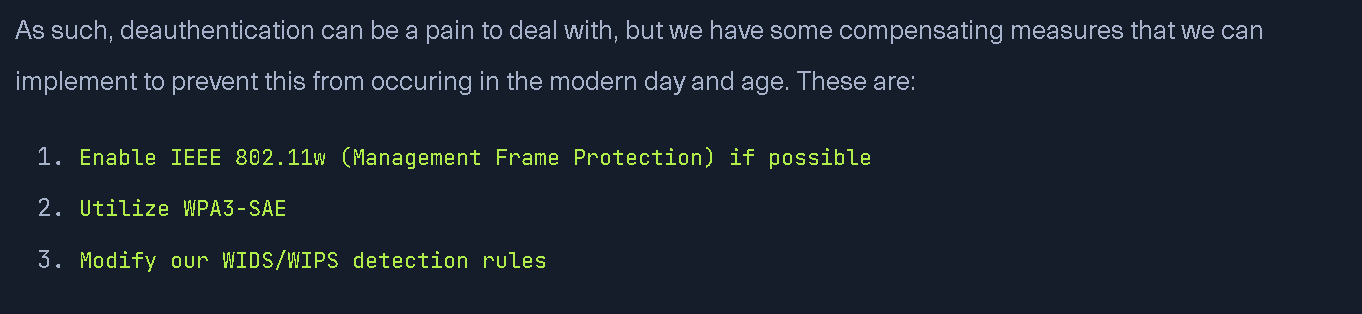 As such, deauthentication can be a pain to deal with, but we have some compensating measures that we can
implement to prevent this from occuring in the modern day and age. These are:
1. Enable IEEE 802.11w (Management Frame Protection) if possible
2. Utilize WPA3-SAE
3. Modify our WIDS/WIPS detection rules